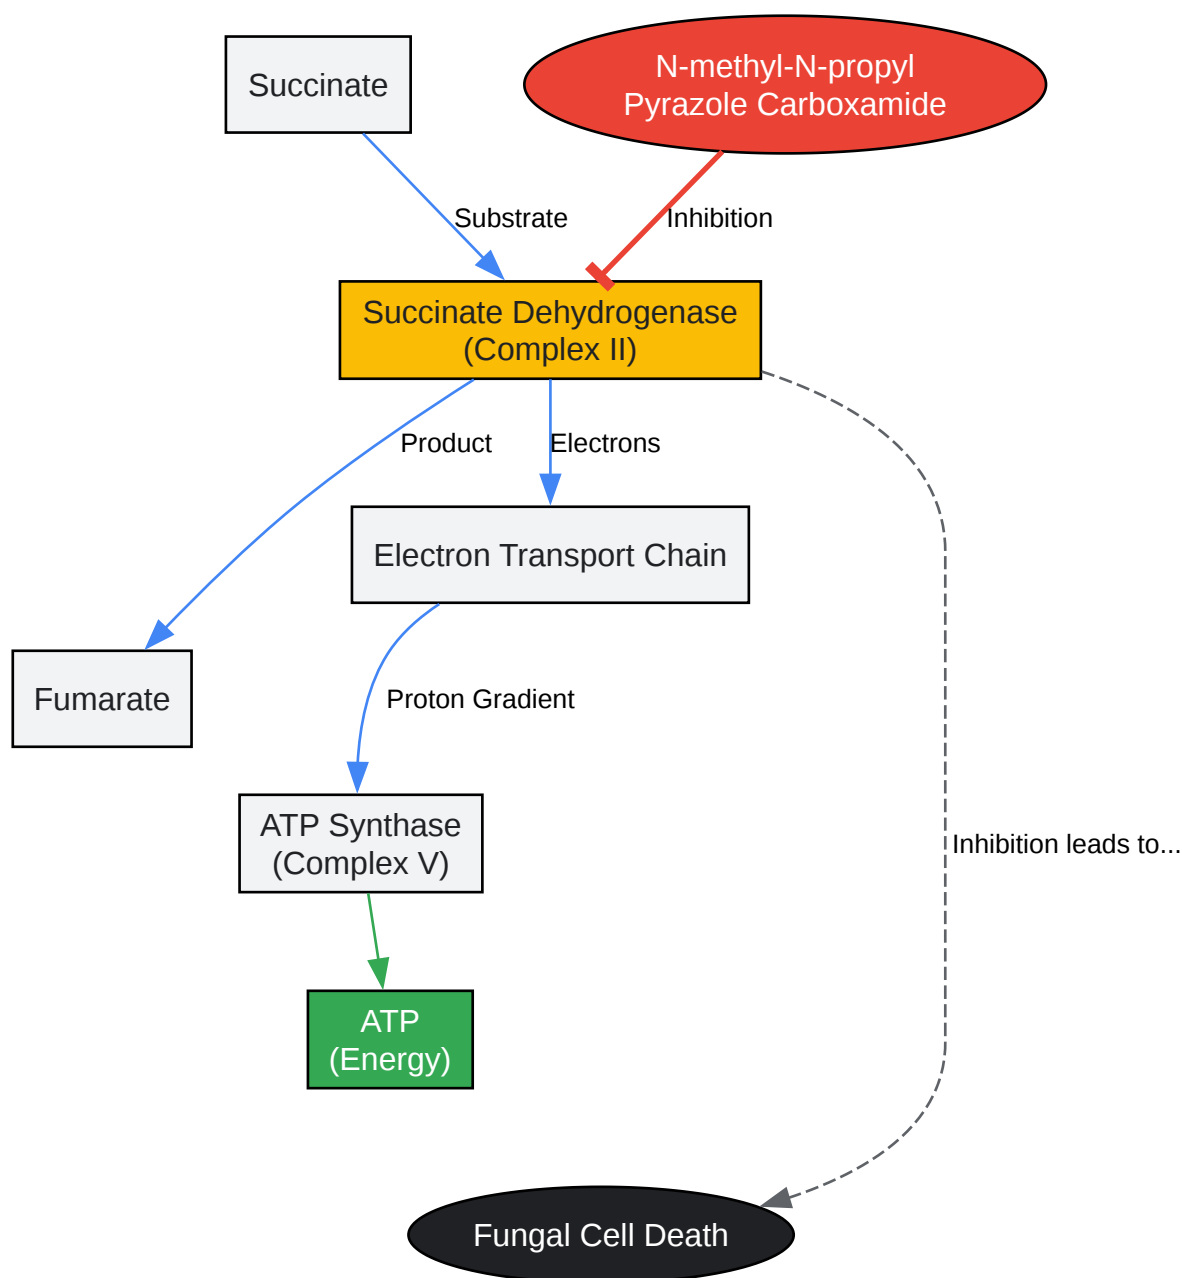 Succinate
N-methyl-N-propyl
Pyrazole Carboxamide
Substrate
Inhibition
Succinate Dehydrogenase
(Complex II)
Product
Electrons
Electron Transport Chain
Fumarate
Proton Gradient
ATP Synthase
(Complex V)
Inhibition leads to...
ATP
(Energy)
Fungal Cell Death